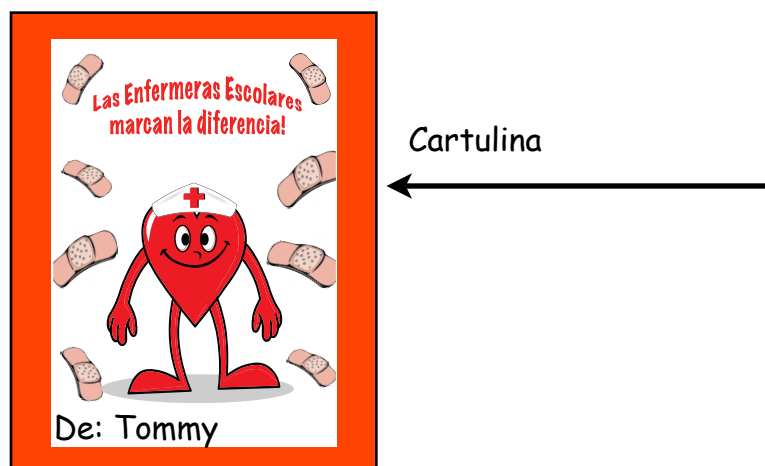 Las Enfermeras Escolares
marcan la diferencia!
Cartulina
De: Tommy